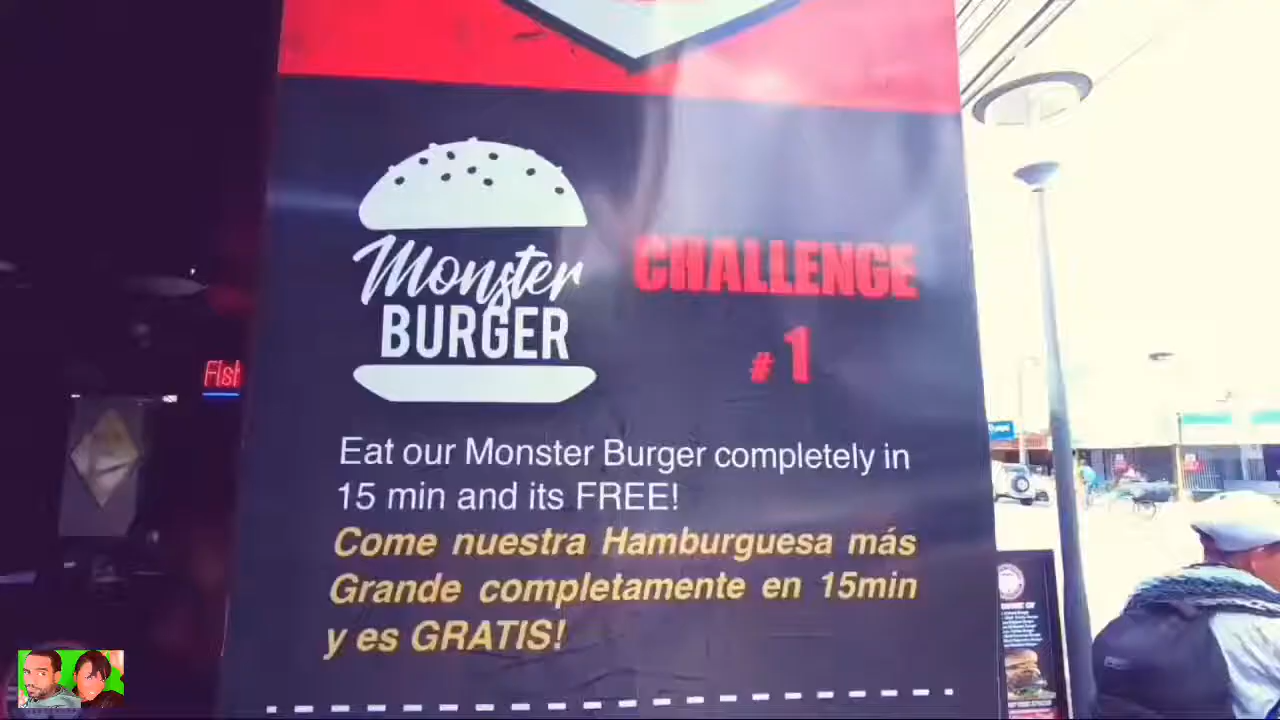 Monster
BURGER
CHALLENGE
# 1
Eat our Monster Burger completely in
15 min and its FREE!
Come nuestra Hamburguesa más
Grande completamente en 15min
y es GRATIS!
Fish